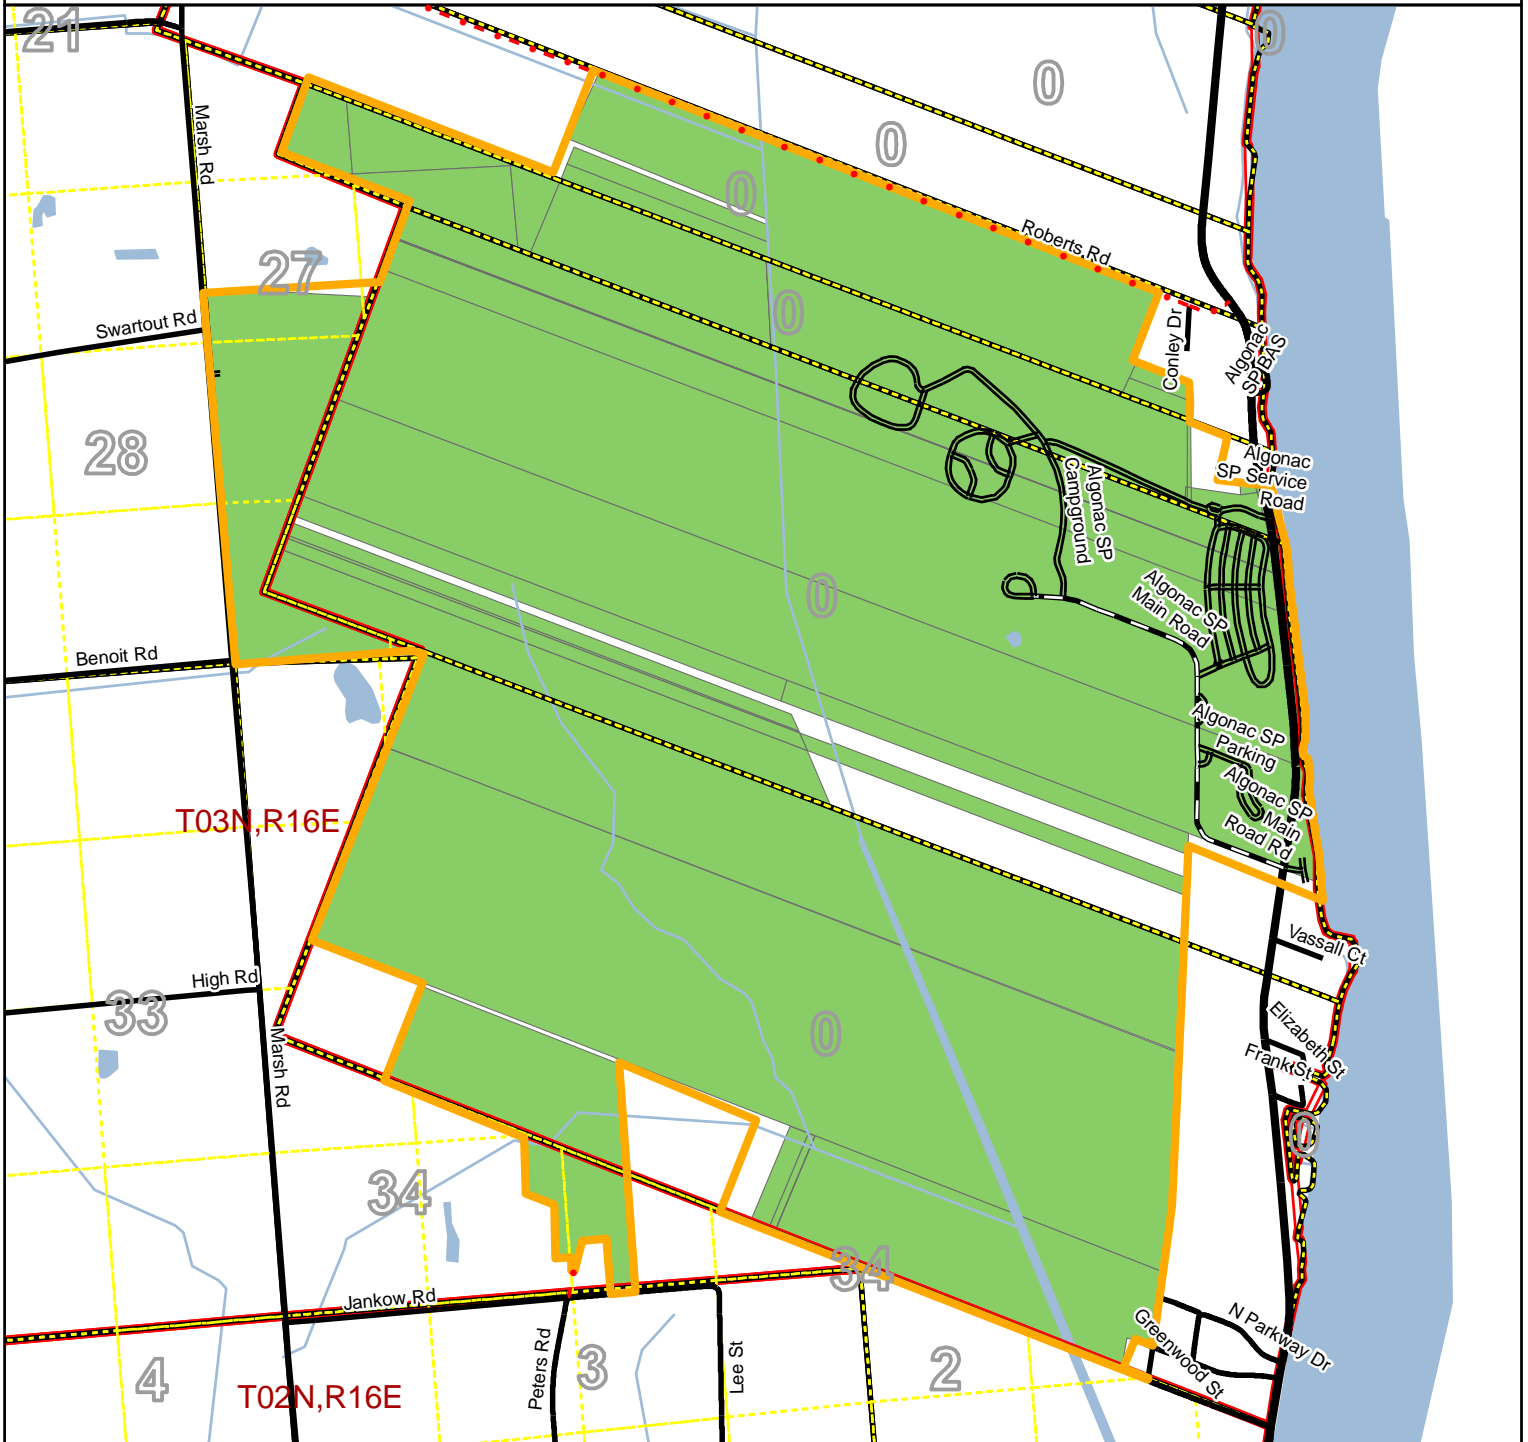 21
0
0
0
Marsh Rd
0
Roberts Rd
27
0
Swartout Rd
Conley Dr
Algonac
SP BAS
28
Algonac
SP Service
Road
Algonac SP
Campground
0
Algonac SP
Main Road
Benoit Rd
Algonac SP
Parking
T03N,R16E
Algonac SP
Main
Road Rd
Vassall Ct
High Rd
33
0
Elizabeth St
Frank St
Marsh Rd
0
34
34
Jankow Rd
N Parkway Dr
Greenwood St
Peters Rd
3
Lee St
2
4
T02N,R16E